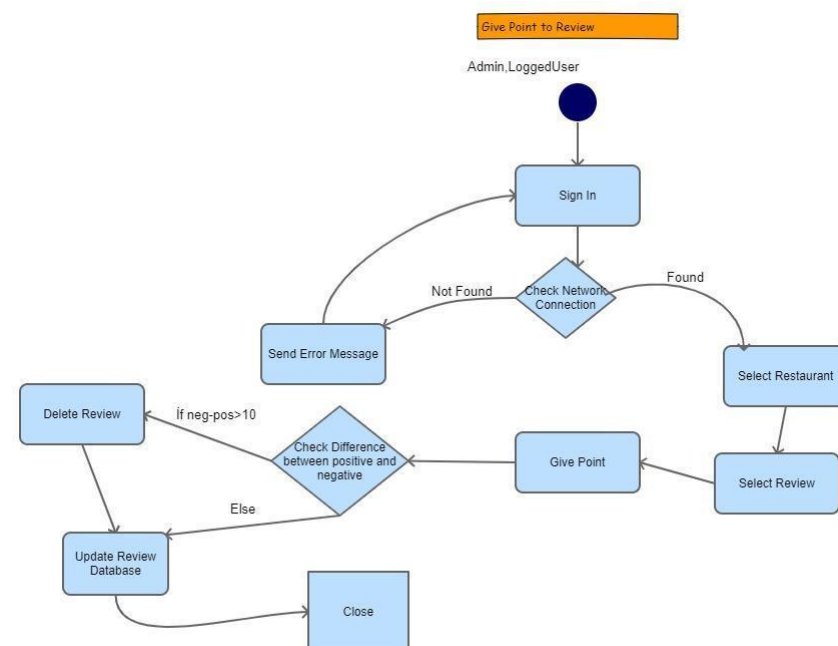 Give Point to Review
Admin,LoggedUser
Sign In
Check Network
Connection
Not Found
Found
Send Error Message
Select Restaurant
Delete Review
İf neg-pos>10
Check Difference
between positive and
negative
Give Point
Select Review
Else
Update Review
Database
Close